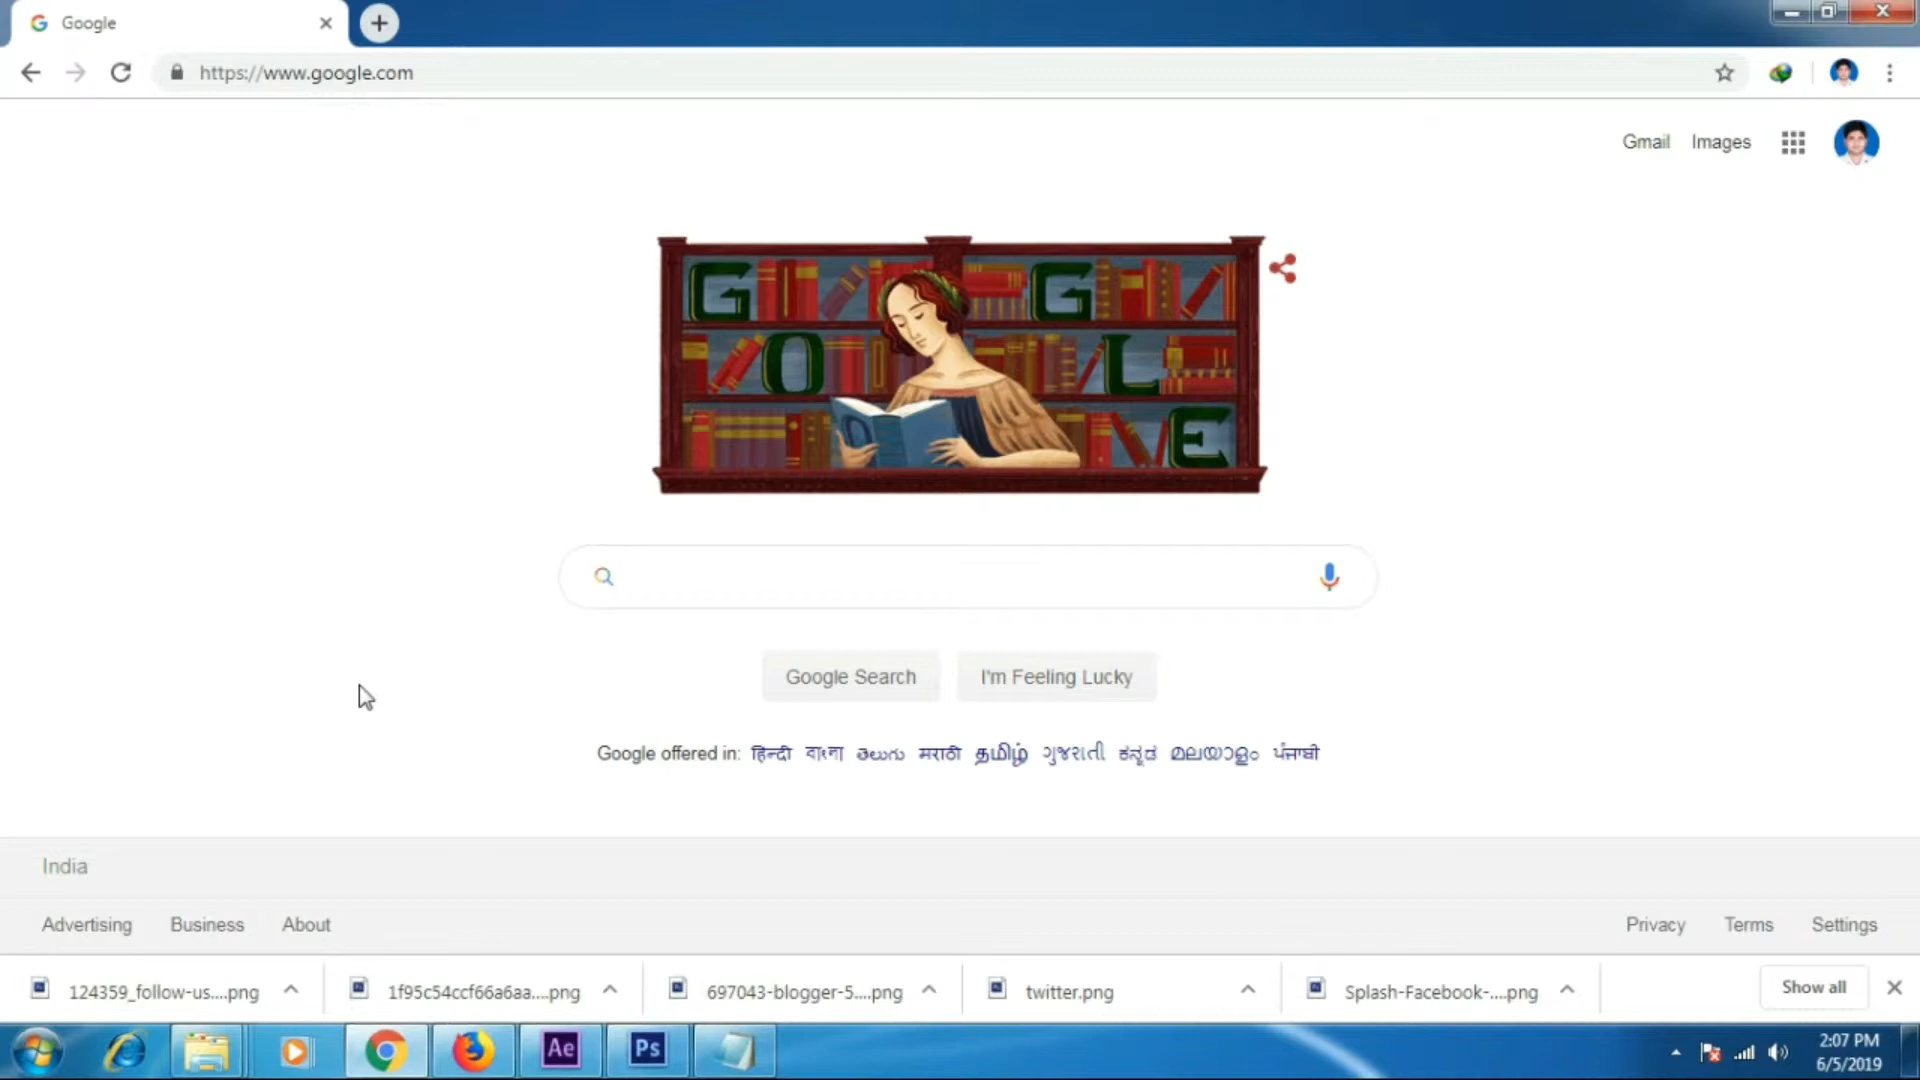 Google
https://www.google.com
Gmail Images
G G
O L
E
Google Search I'm Feeling Lucky
Google offered in: हिन्दी বাংলা తెలుగు मराठी தமிழ் ગુજરાતી ಕನ್ನಡ മലയാളം ਪੰਜਾਬੀ
India
Advertising Business About Privacy Terms Settings
124359_follow-us....png 1f95c54ccf66a6aa....png 697043-blogger-5....png twitter.png Splash-Facebook-....png Show all
Ae Ps 2:07 PM
6/5/2019